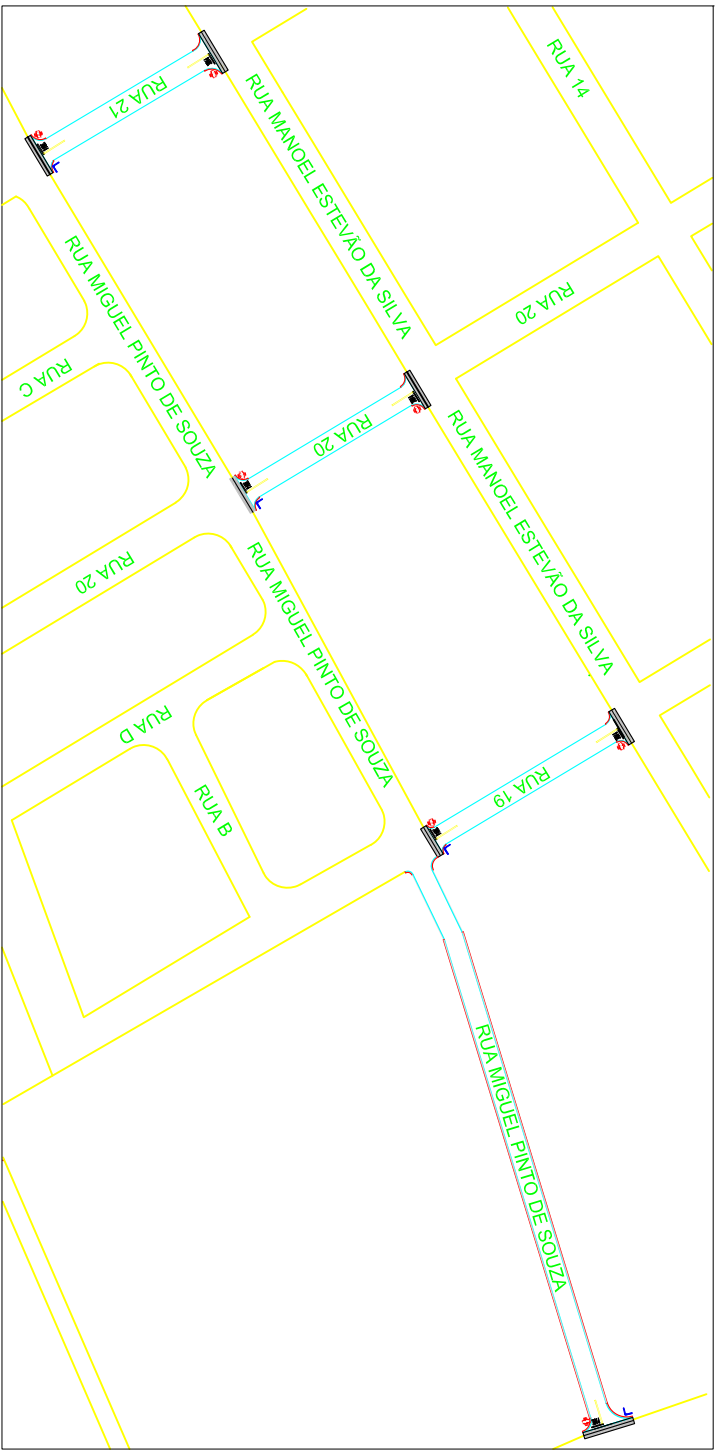 RUA 14
RUA 21
RUA MANOEL ESTEVÃO DA SILVA
RUA MIGUEL PINTO DE SOUZA
RUA 20
RUA C
RUA 20
RUA MANOEL ESTEVÃO DA SILVA
RUA 20
RUA MIGUEL PINTO DE SOUZA
RUA D
RUA B
RUA 19
RUA MIGUEL PINTO DE SOUZA